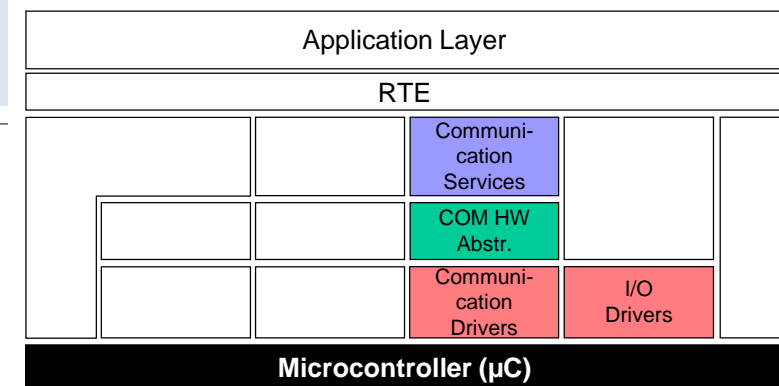 Application Layer
RTE
Communi-
cation
Services
COM HW
Abstr.
Communi-
cation
Drivers
I/O
Drivers
Microcontroller (µC)